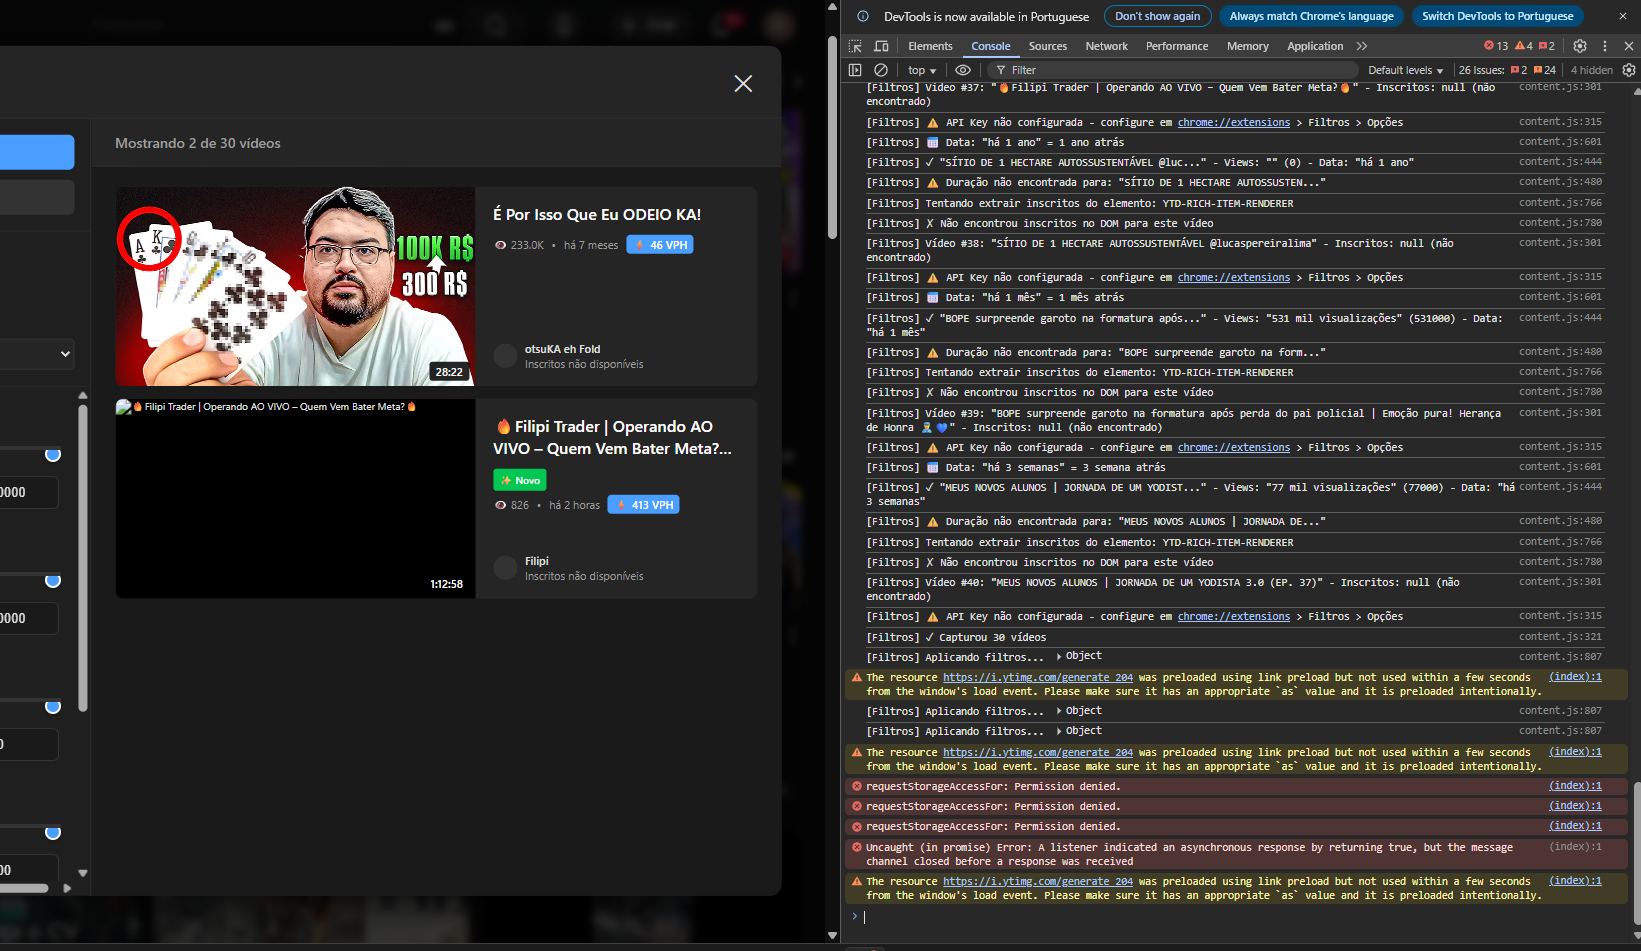 Mostrando 2 de 30 vídeos
A
K
100K R$
300 R$
28:22
É Por Isso Que Eu ODEIO KA!
233.0K • há 7 meses 46 VPH
otsuKA eh Fold
Inscritos não disponíveis
🔥 Filipi Trader | Operando AO VIVO – Quem Vem Bater Meta? 🔥
1:12:58
🔥 Filipi Trader | Operando AO
VIVO – Quem Vem Bater Meta?...
✨ Novo
826 • há 2 horas 413 VPH
Filipi
Inscritos não disponíveis
0000
0000
0
00
DevTools is now available in Portuguese Don't show again Always match Chrome's language Switch DevTools to Portuguese
Elements Console Sources Network Performance Memory Application 13 4 2
top Filter Default levels 26 Issues: 2 24 4 hidden
[Filtros] Vídeo #37: "🔥Filipi Trader | Operando AO VIVO – Quem Vem Bater Meta?🔥" - Inscritos: null (não content.js:301
encontrado)
[Filtros] ⚠ API Key não configurada - configure em chrome://extensions > Filtros > Opções content.js:315
[Filtros] 📅 Data: "há 1 ano" = 1 ano atrás content.js:601
[Filtros] ✓ "SÍTIO DE 1 HECTARE AUTOSSUSTENTÁVEL @luc..." - Views: "" (0) - Data: "há 1 ano" content.js:444
[Filtros] ⚠ Duração não encontrada para: "SÍTIO DE 1 HECTARE AUTOSSUSTEN..." content.js:480
[Filtros] Tentando extrair inscritos do elemento: YTD-RICH-ITEM-RENDERER content.js:766
[Filtros] ✗ Não encontrou inscritos no DOM para este vídeo content.js:780
[Filtros] Vídeo #38: "SÍTIO DE 1 HECTARE AUTOSSUSTENTÁVEL @lucaspereiralima" - Inscritos: null (não content.js:301
encontrado)
[Filtros] ⚠ API Key não configurada - configure em chrome://extensions > Filtros > Opções content.js:315
[Filtros] 📅 Data: "há 1 mês" = 1 mês atrás content.js:601
[Filtros] ✓ "BOPE surpreende garoto na formatura após..." - Views: "531 mil visualizações" (531000) - Data: content.js:444
"há 1 mês"
[Filtros] ⚠ Duração não encontrada para: "BOPE surpreende garoto na form..." content.js:480
[Filtros] Tentando extrair inscritos do elemento: YTD-RICH-ITEM-RENDERER content.js:766
[Filtros] ✗ Não encontrou inscritos no DOM para este vídeo content.js:780
[Filtros] Vídeo #39: "BOPE surpreende garoto na formatura após perda do pai policial | Emoção pura! Herança content.js:301
de Honra 👮💙" - Inscritos: null (não encontrado)
[Filtros] ⚠ API Key não configurada - configure em chrome://extensions > Filtros > Opções content.js:315
[Filtros] 📅 Data: "há 3 semanas" = 3 semana atrás content.js:601
[Filtros] ✓ "MEUS NOVOS ALUNOS | JORNADA DE UM YODIST..." - Views: "77 mil visualizações" (77000) - Data: "há content.js:444
3 semanas"
[Filtros] ⚠ Duração não encontrada para: "MEUS NOVOS ALUNOS | JORNADA DE..." content.js:480
[Filtros] Tentando extrair inscritos do elemento: YTD-RICH-ITEM-RENDERER content.js:766
[Filtros] ✗ Não encontrou inscritos no DOM para este vídeo content.js:780
[Filtros] Vídeo #40: "MEUS NOVOS ALUNOS | JORNADA DE UM YODISTA 3.0 (EP. 37)" - Inscritos: null (não content.js:301
encontrado)
[Filtros] ⚠ API Key não configurada - configure em chrome://extensions > Filtros > Opções content.js:315
[Filtros] ✓ Capturou 30 vídeos content.js:321
[Filtros] Aplicando filtros... ▶ Object content.js:807
The resource https://i.ytimg.com/generate_204 was preloaded using link preload but not used within a few seconds (index):1
from the window's load event. Please make sure it has an appropriate `as` value and it is preloaded intentionally.
[Filtros] Aplicando filtros... ▶ Object content.js:807
[Filtros] Aplicando filtros... ▶ Object content.js:807
The resource https://i.ytimg.com/generate_204 was preloaded using link preload but not used within a few seconds (index):1
from the window's load event. Please make sure it has an appropriate `as` value and it is preloaded intentionally.
requestStorageAccessFor: Permission denied. (index):1
requestStorageAccessFor: Permission denied. (index):1
requestStorageAccessFor: Permission denied. (index):1
Uncaught (in promise) Error: A listener indicated an asynchronous response by returning true, but the message (index):1
channel closed before a response was received
The resource https://i.ytimg.com/generate_204 was preloaded using link preload but not used within a few seconds (index):1
from the window's load event. Please make sure it has an appropriate `as` value and it is preloaded intentionally.